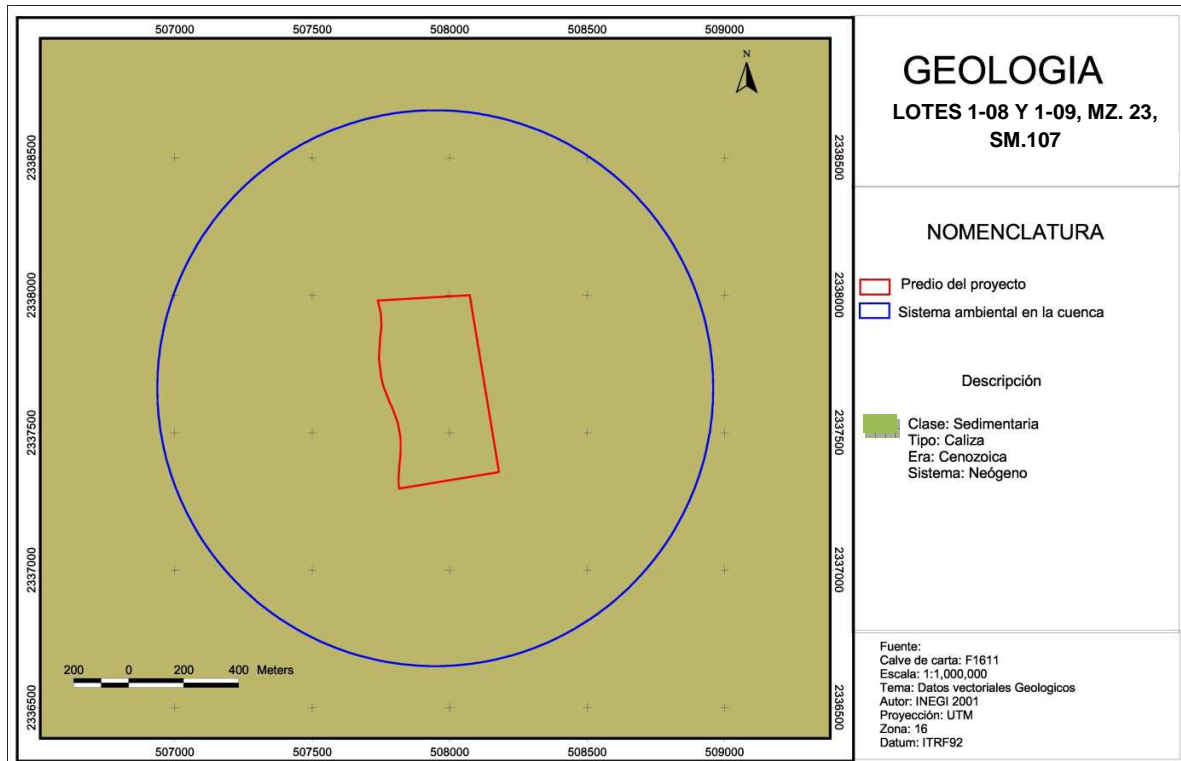 507000 507500 508000 508500 509000
N
2338500 2338500
2338000 2338000
2337500 2337500
2337000 2337000
2336500 2336500
200 0 200 400 Meters
507000 507500 508000 508500 509000
GEOLOGIA
LOTES 1-08 Y 1-09, MZ. 23,
SM.107
NOMENCLATURA
Predio del proyecto
Sistema ambiental en la cuenca
Descripción
Clase: Sedimentaria
Tipo: Caliza
Era: Cenozoica
Sistema: Neógeno
Fuente:
Calve de carta: F1611
Escala: 1:1,000,000
Tema: Datos vectoriales Geologicos
Autor: INEGI 2001
Proyección: UTM
Zona: 16
Datum: ITRF92